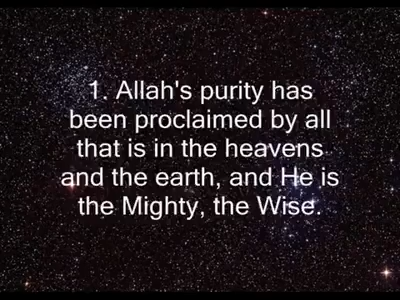 1. Allah's purity has
been proclaimed by all
that is in the heavens
and the earth, and He is
the Mighty, the Wise.